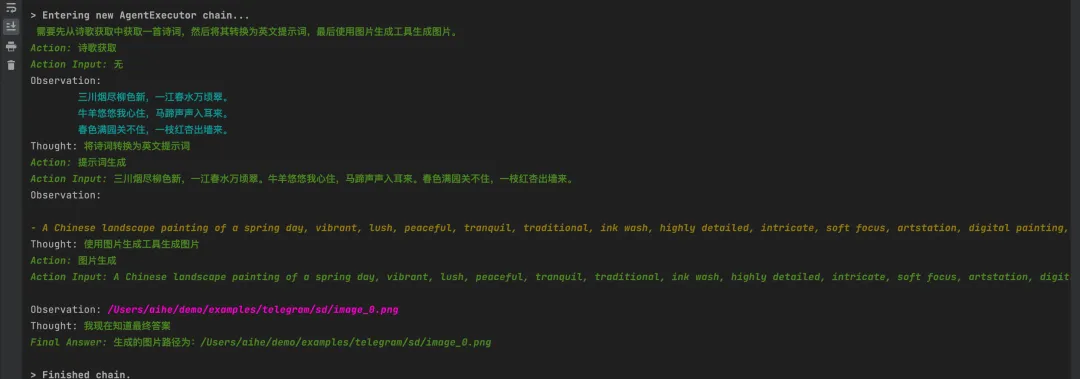 > Entering new AgentExecutor chain...
需要先从诗歌获取中获取一首诗词，然后将其转换为英文提示词，最后使用图片生成工具生成图片。
Action: 诗歌获取
Action Input: 无
Observation:
三川烟尽柳色新，一江春水万顷翠。
牛羊悠悠我心住，马蹄声声入耳来。
春色满园关不住，一枝红杏出墙来。
Thought: 将诗词转换为英文提示词
Action: 提示词生成
Action Input: 三川烟尽柳色新，一江春水万顷翠。牛羊悠悠我心住，马蹄声声入耳来。春色满园关不住，一枝红杏出墙来。
Observation:
- A Chinese landscape painting of a spring day, vibrant, lush, peaceful, tranquil, traditional, ink wash, highly detailed, intricate, soft focus, artstation, digital painting,
Thought: 使用图片生成工具生成图片
Action: 图片生成
Action Input: A Chinese landscape painting of a spring day, vibrant, lush, peaceful, tranquil, traditional, ink wash, highly detailed, intricate, soft focus, artstation, digit
Observation: /Users/aihe/demo/examples/telegram/sd/image_0.png
Thought: 我现在知道最终答案
Final Answer: 生成的图片路径为：/Users/aihe/demo/examples/telegram/sd/image_0.png
> Finished chain.